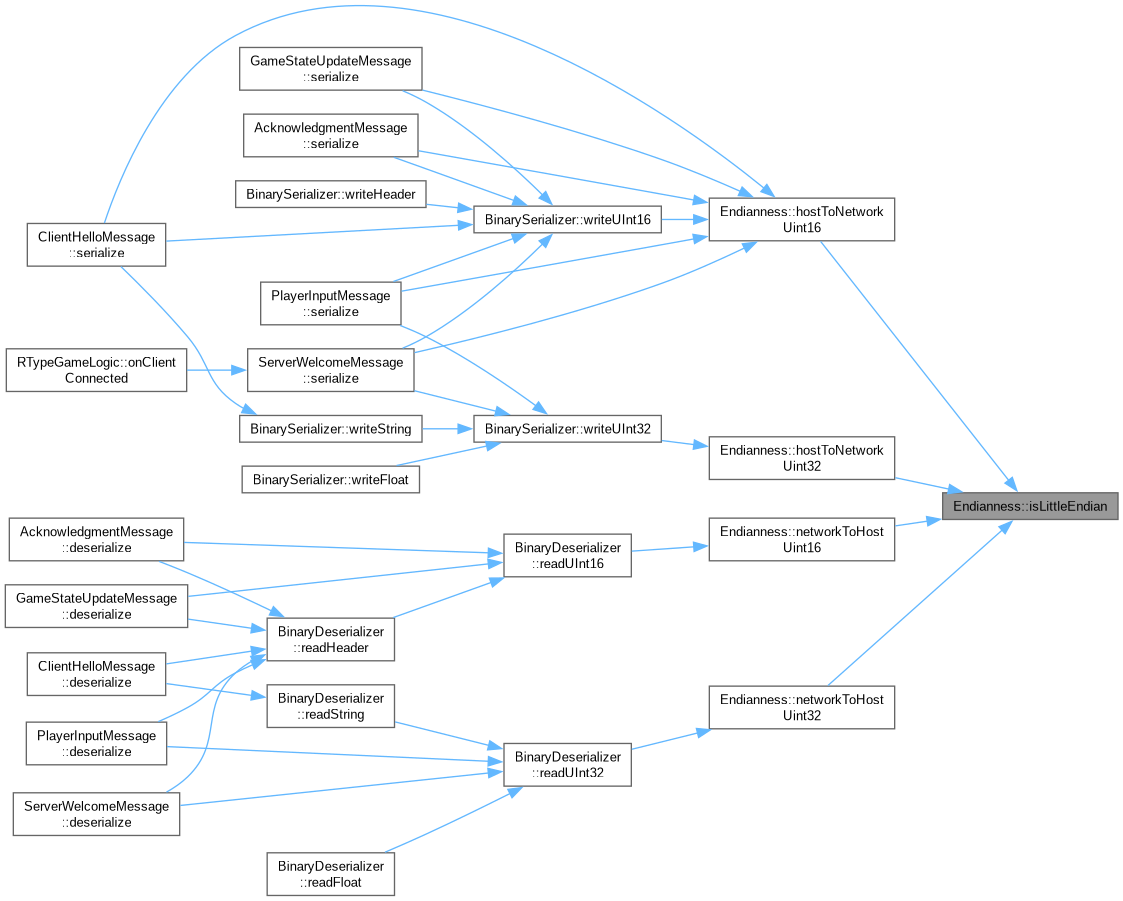 GameStateUpdateMessage
::serialize
AcknowledgmentMessage
::serialize
BinarySerializer::writeHeader
Endianness::hostToNetwork
Uint16
BinarySerializer::writeUInt16
ClientHelloMessage
::serialize
PlayerInputMessage
::serialize
RTypeGameLogic::onClient
Connected
ServerWelcomeMessage
::serialize
BinarySerializer::writeString
BinarySerializer::writeUInt32
Endianness::hostToNetwork
Uint32
BinarySerializer::writeFloat
Endianness::isLittleEndian
AcknowledgmentMessage
::deserialize
Endianness::networkToHost
Uint16
BinaryDeserializer
::readUInt16
GameStateUpdateMessage
::deserialize
BinaryDeserializer
::readHeader
ClientHelloMessage
::deserialize
BinaryDeserializer
::readString
Endianness::networkToHost
Uint32
PlayerInputMessage
::deserialize
BinaryDeserializer
::readUInt32
ServerWelcomeMessage
::deserialize
BinaryDeserializer
::readFloat